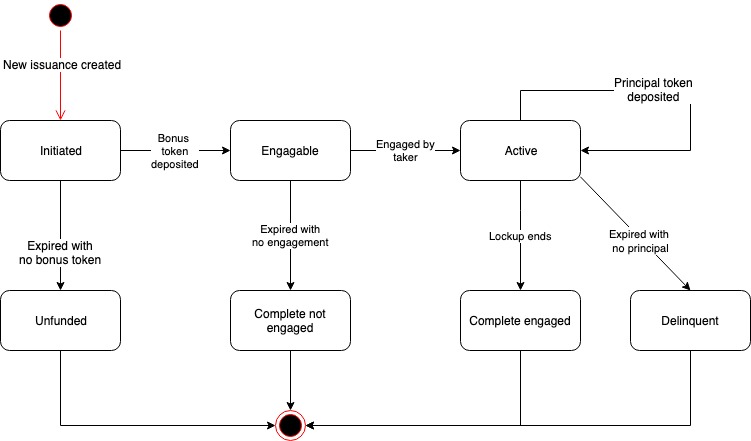 New issuance created
Principal token
deposited
Initiated
Bonus
token
deposited
Engagable
Engaged by
taker
Active
Expired with
no bonus token
Expired with
no engagement
Lockup ends
Expired with
no principal
Unfunded
Complete not
engaged
Complete engaged
Delinquent